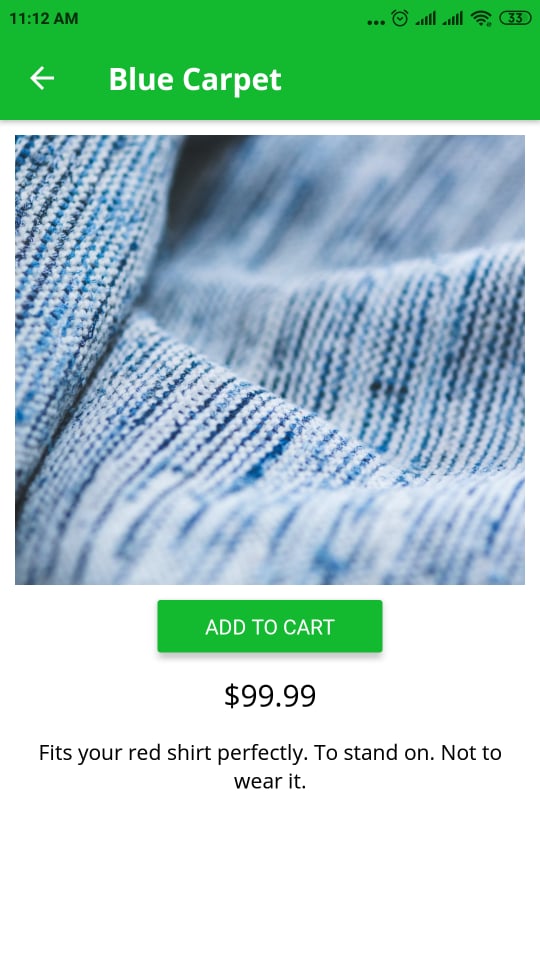 11:12 AM
33
Blue Carpet
ADD TO CART
$99.99
Fits your red shirt perfectly. To stand on. Not to
wear it.